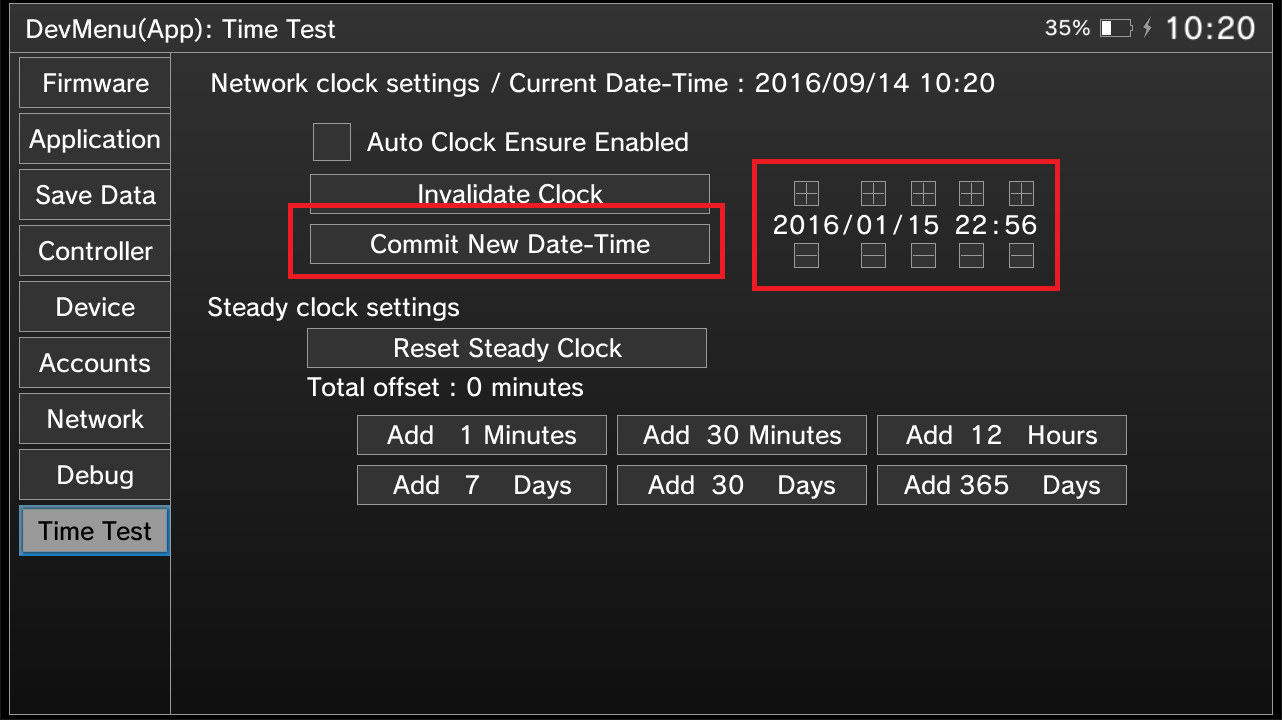 DevMenu(App): Time Test
35% 10:20
Firmware
Application
Save Data
Controller
Device
Accounts
Network
Debug
Time Test
Network clock settings / Current Date-Time : 2016/09/14 10:20
Auto Clock Ensure Enabled
Invalidate Clock
Commit New Date-Time
2016/01/15 22:56
Steady clock settings
Reset Steady Clock
Total offset : 0 minutes
Add 1 Minutes
Add 30 Minutes
Add 12 Hours
Add 7 Days
Add 30 Days
Add 365 Days